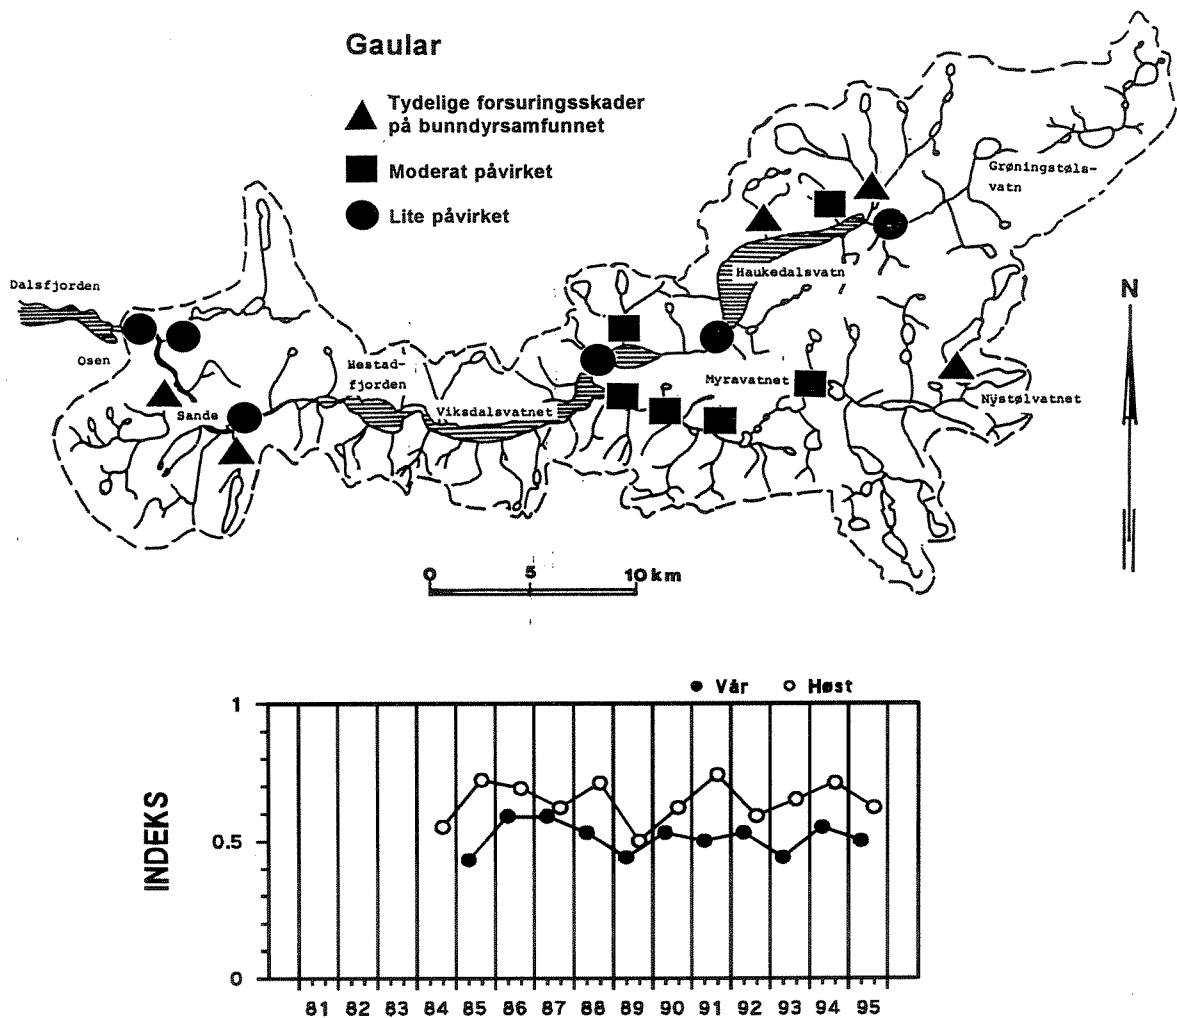 Gaular
Tydelige forsuringsskader
på bunndyrsamfunnet
Moderat påvirket
Lite påvirket
Grøningstøls-
vatn
Haukedalsvatn
Dalsfjorden
N
Osen
Hestad-
fjorden
Myravatnet
Nystølvatnet
Sande
Viksdalsvatnet
0 5 10 km
Vår Høst
1
0.5
0
INDEKS
81 82 83 84 85 86 87 88 89 90 91 92 93 94 95